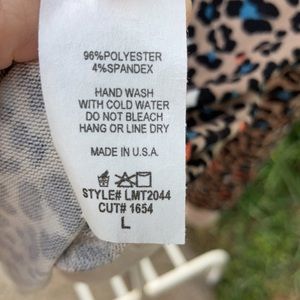 96%POLYESTER
4%SPANDEX
HAND WASH
WITH COLD WATER
DO NOT BLEACH
HANG OR LINE DRY
MADE IN U.S.A.
STYLE# LMT2044
CUT# 1654
L